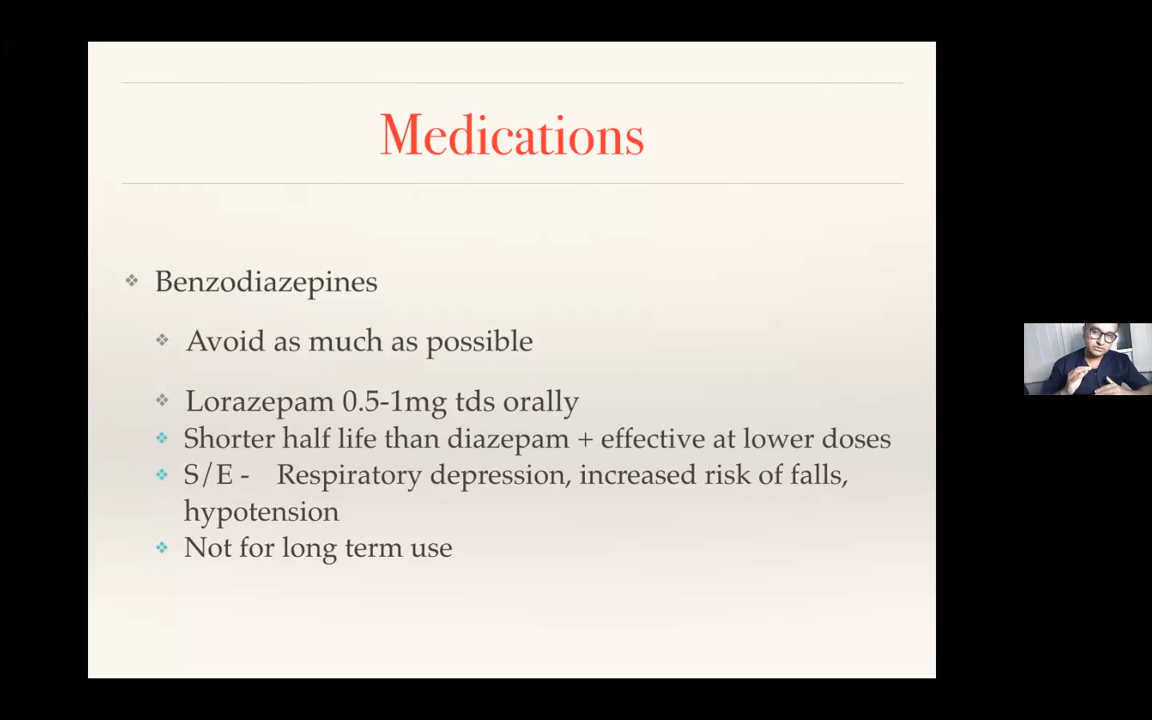 Medications
Benzodiazepines
Avoid as much as possible
Lorazepam 0.5-1mg tds orally
Shorter half life than diazepam + effective at lower doses
S/E - Respiratory depression, increased risk of falls,
hypotension
Not for long term use